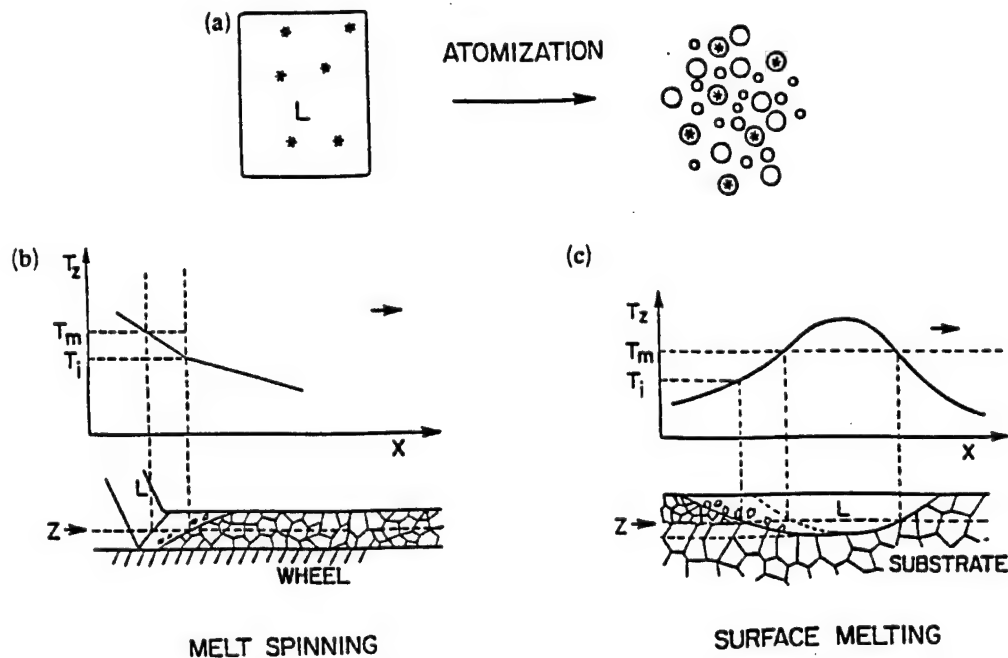 (a)
L
ATOMIZATION
(b)
T_z
T_m
T_i
X
L
Z
WHEEL
MELT SPINNING
(c)
T_z
T_m
T_i
X
L
Z
SUBSTRATE
SURFACE MELTING